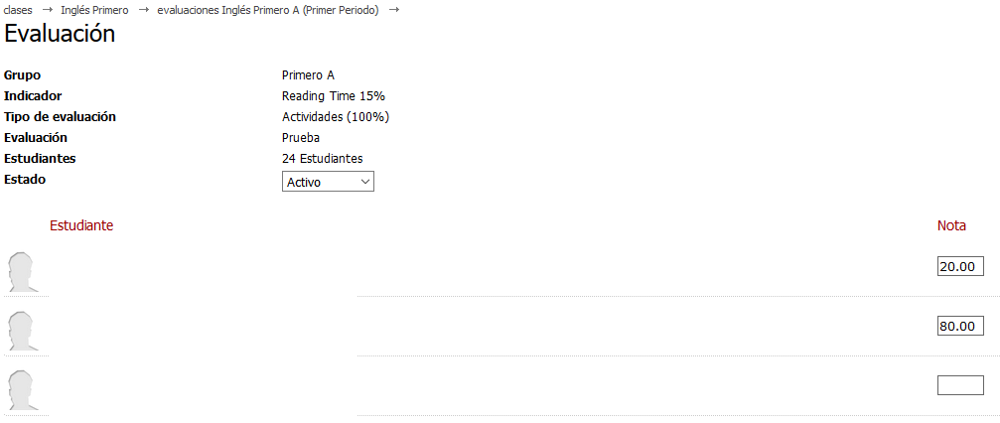 clases → Inglés Primero → evaluaciones Inglés Primero A (Primer Periodo) →
Evaluación
Grupo Primero A
Indicador Reading Time 15%
Tipo de evaluación Actividades (100%)
Evaluación Prueba
Estudiantes 24 Estudiantes
Estado Activo
Estudiante Nota
20.00
80.00